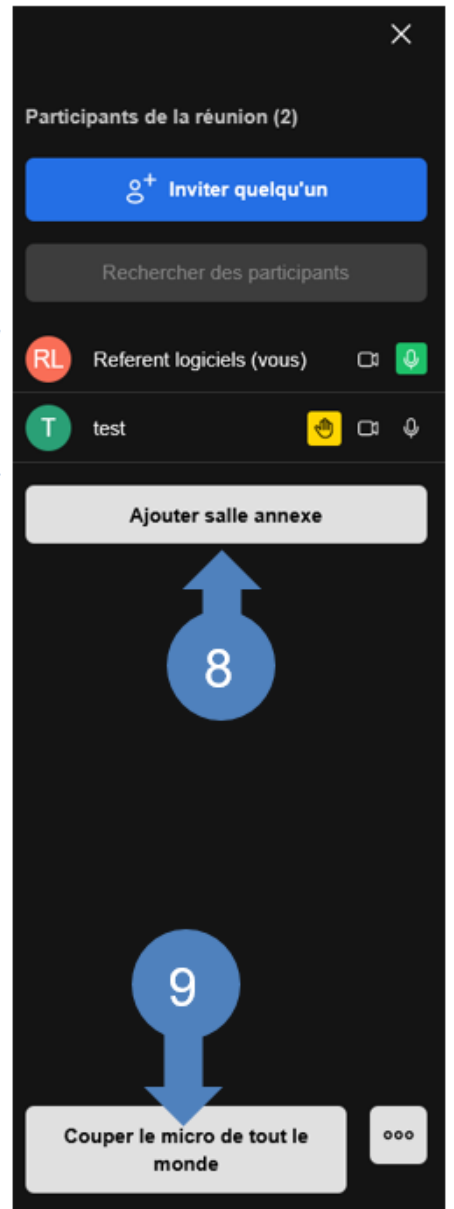 Participants de la réunion (2)
Inviter quelqu'un
Rechercher des participants
RL Referent logiciels (vous)
T test
Ajouter salle annexe
8
9
Couper le micro de tout le
monde